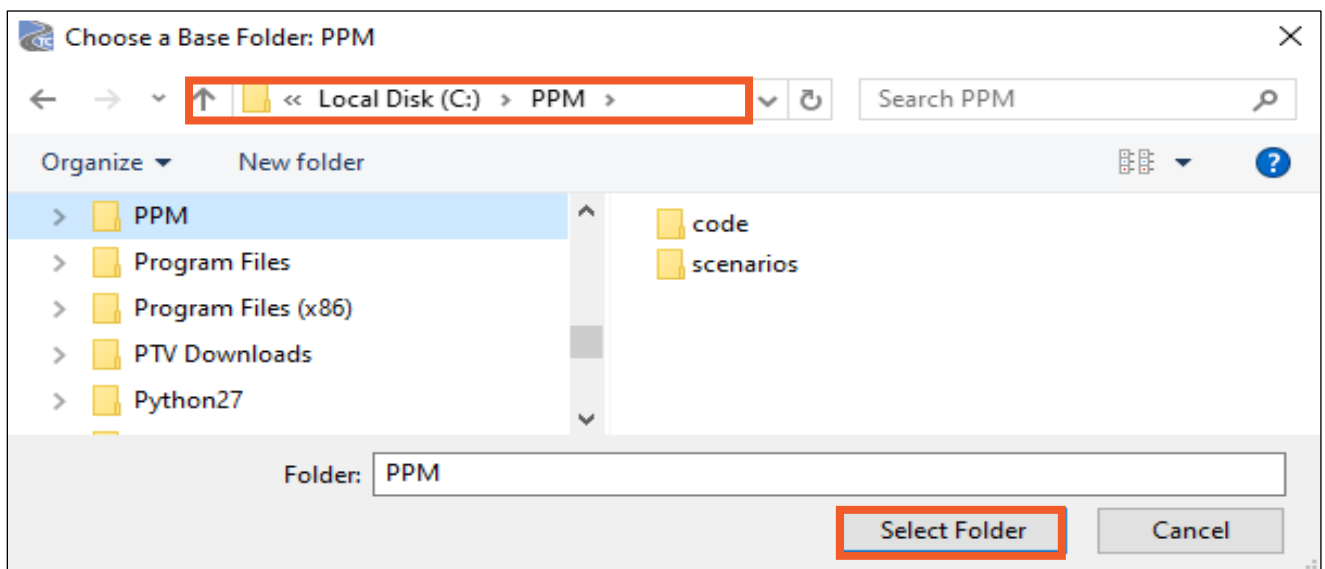 Choose a Base Folder: PPM
« Local Disk (C:) > PPM > Search PPM
Organize New folder ?
PPM
Program Files
Program Files (x86)
PTV Downloads
Python27
code
scenarios
Folder: PPM
Select Folder Cancel